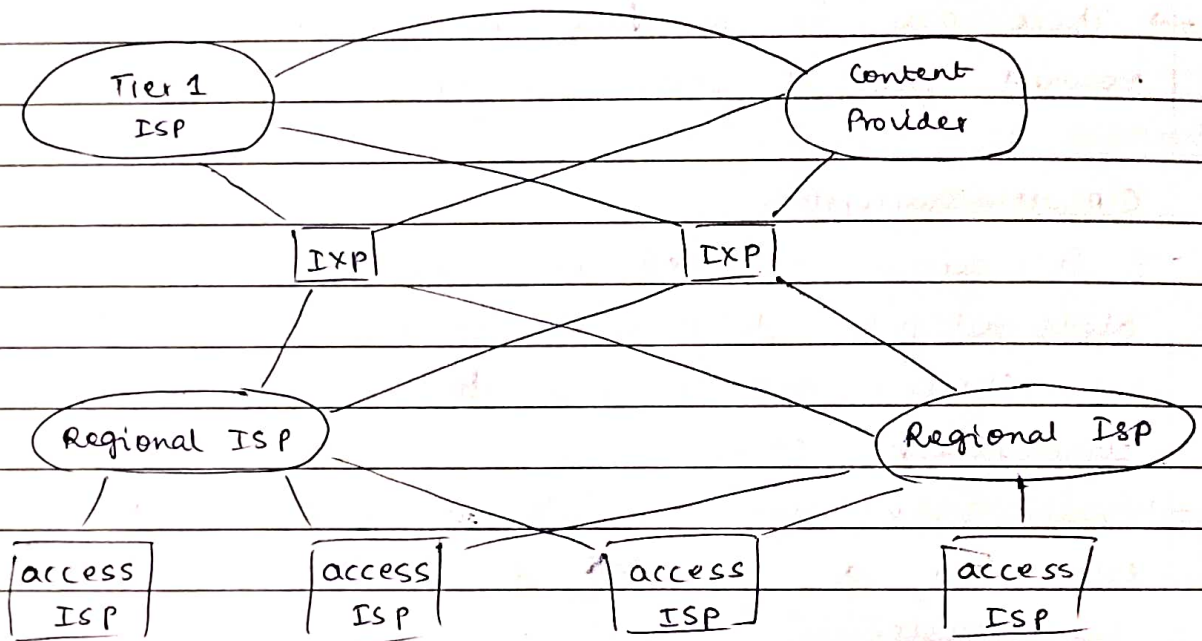 Tier 1
ISP
Content
Provider
IXP
IXP
Regional ISP
Regional ISP
access
ISP
access
ISP
access
ISP
access
ISP